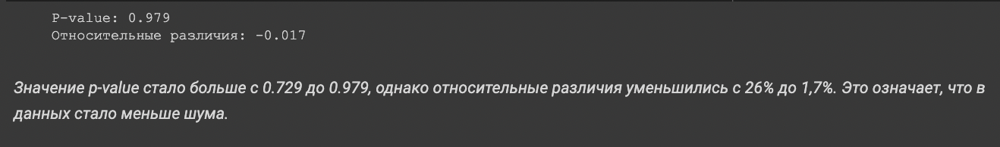 P-value: 0.979
Относительные различия: -0.017
Значение p-value стало больше с 0.729 до 0.979, однако относительные различия уменьшились с 26% до 1,7%. Это означает, что в
данных стало меньше шума.